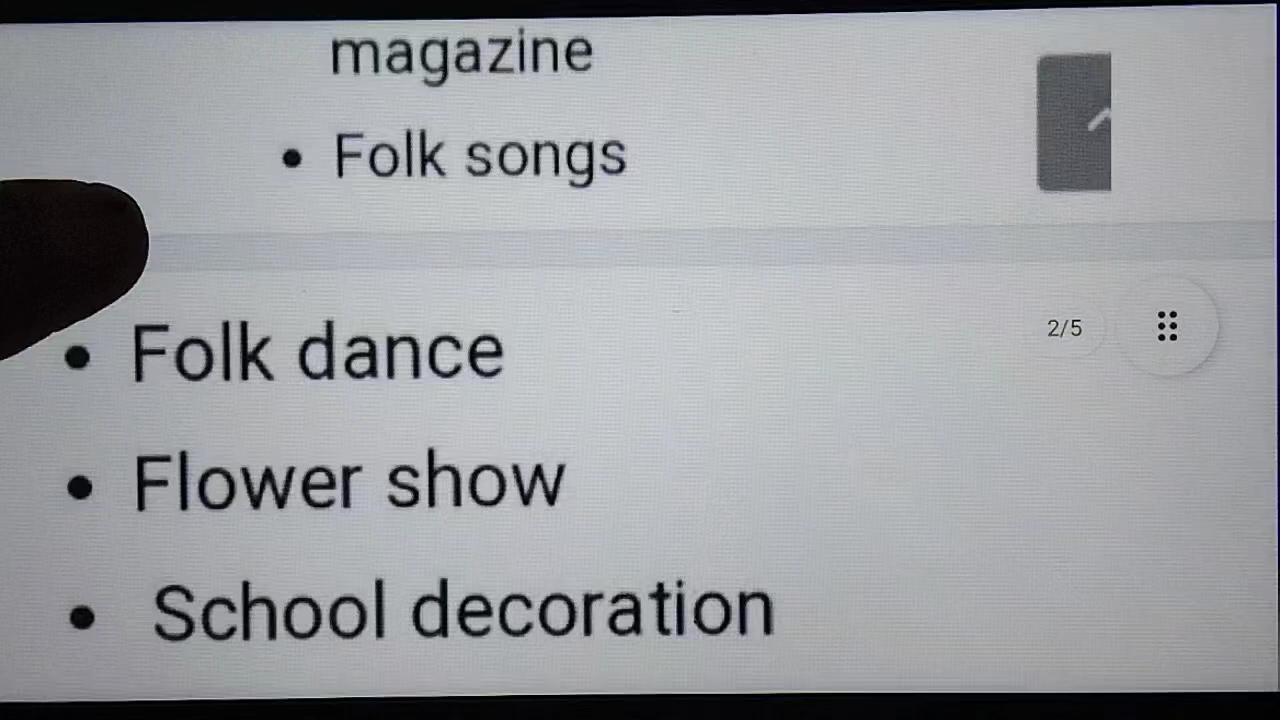 magazine
• Folk songs
2/5
• Folk dance
• Flower show
• School decoration